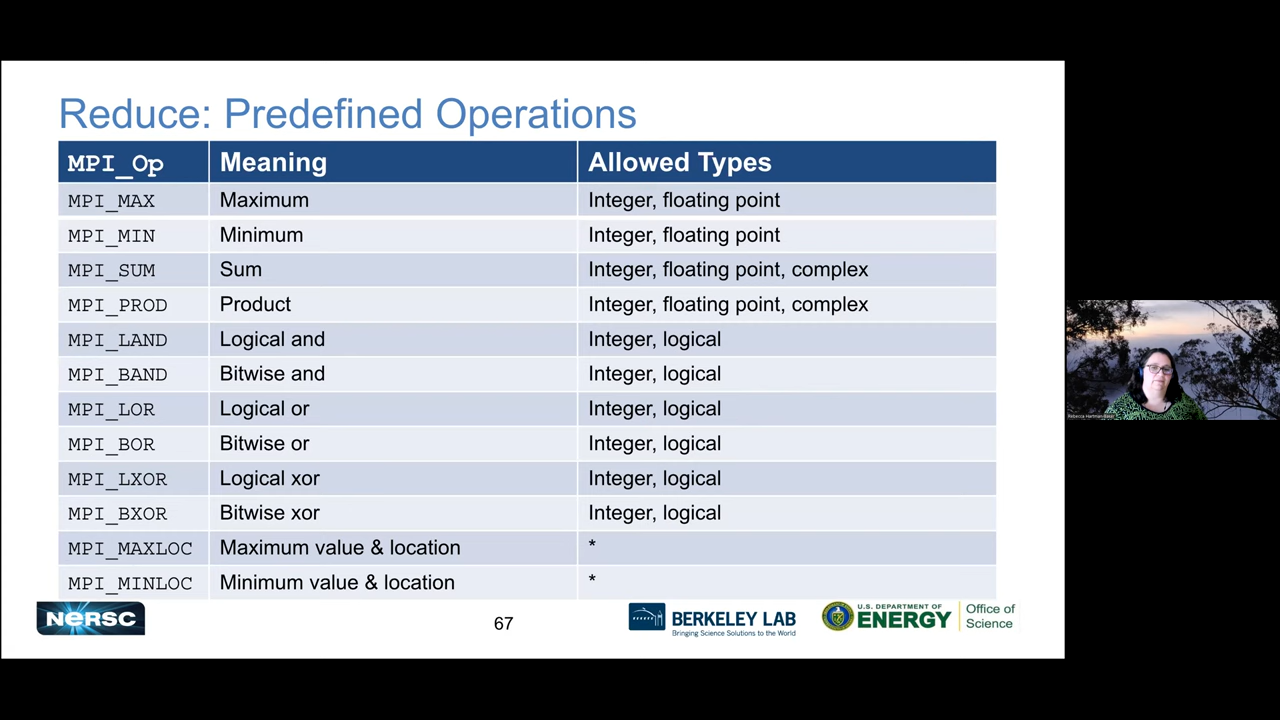 Reduce: Predefined Operations
MPI_Op Meaning Allowed Types
MPI_MAX Maximum Integer, floating point
MPI_MIN Minimum Integer, floating point
MPI_SUM Sum Integer, floating point, complex
MPI_PROD Product Integer, floating point, complex
MPI_LAND Logical and Integer, logical
MPI_BAND Bitwise and Integer, logical
MPI_LOR Logical or Integer, logical
MPI_BOR Bitwise or Integer, logical
MPI_LXOR Logical xor Integer, logical
MPI_BXOR Bitwise xor Integer, logical
MPI_MAXLOC Maximum value & location *
MPI_MINLOC Minimum value & location *
NERSC
67
BERKELEY LAB
Bringing Science Solutions to the World
U.S. DEPARTMENT OF
ENERGY
Office of
Science
Rebecca Hartman-Baker